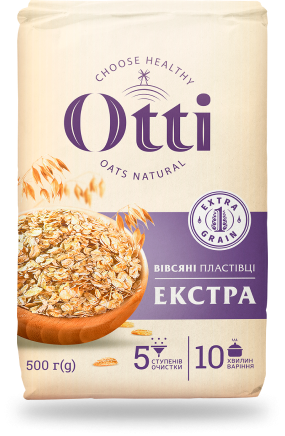 CHOOSE HEALTHY
Otti
OATS NATURAL
EXTRA
GRAIN
ВІВСЯНІ ПЛАСТІВЦІ
ЕКСТРА
500 г(g)
5 СТУПЕНІВ
ОЧИСТКИ
10 ХВИЛИН
ВАРІННЯ